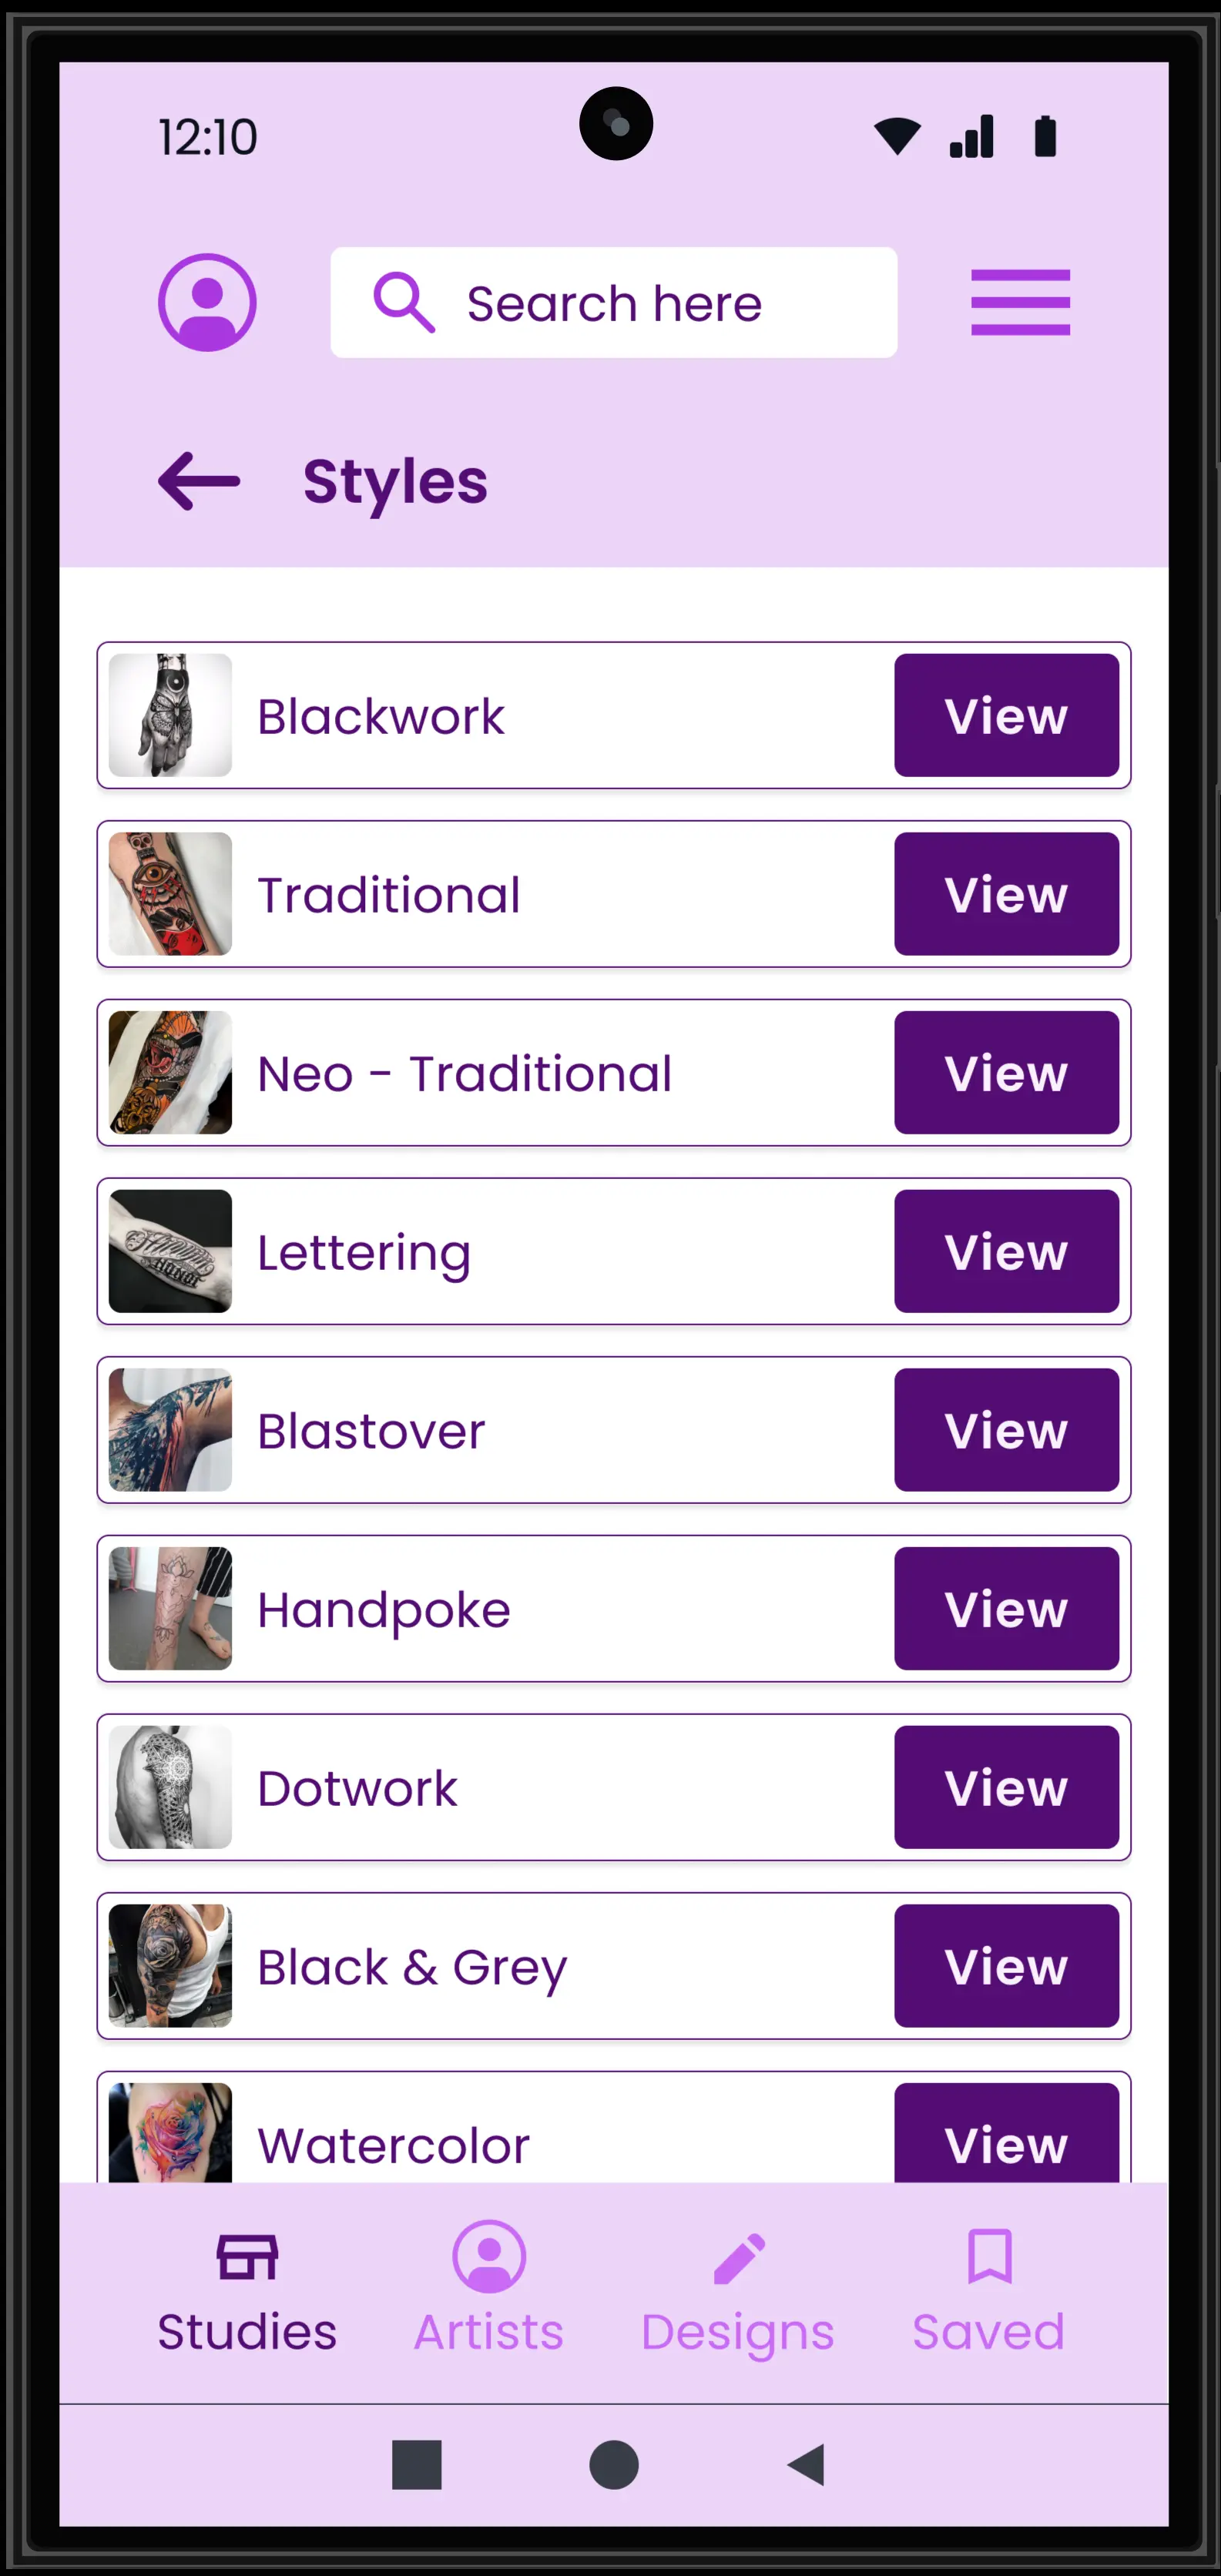 12:10
Search here
Styles
Blackwork View
Traditional View
Neo - Traditional View
Lettering View
Blastover View
Handpoke View
Dotwork View
Black & Grey View
Watercolor View
Studies Artists Designs Saved